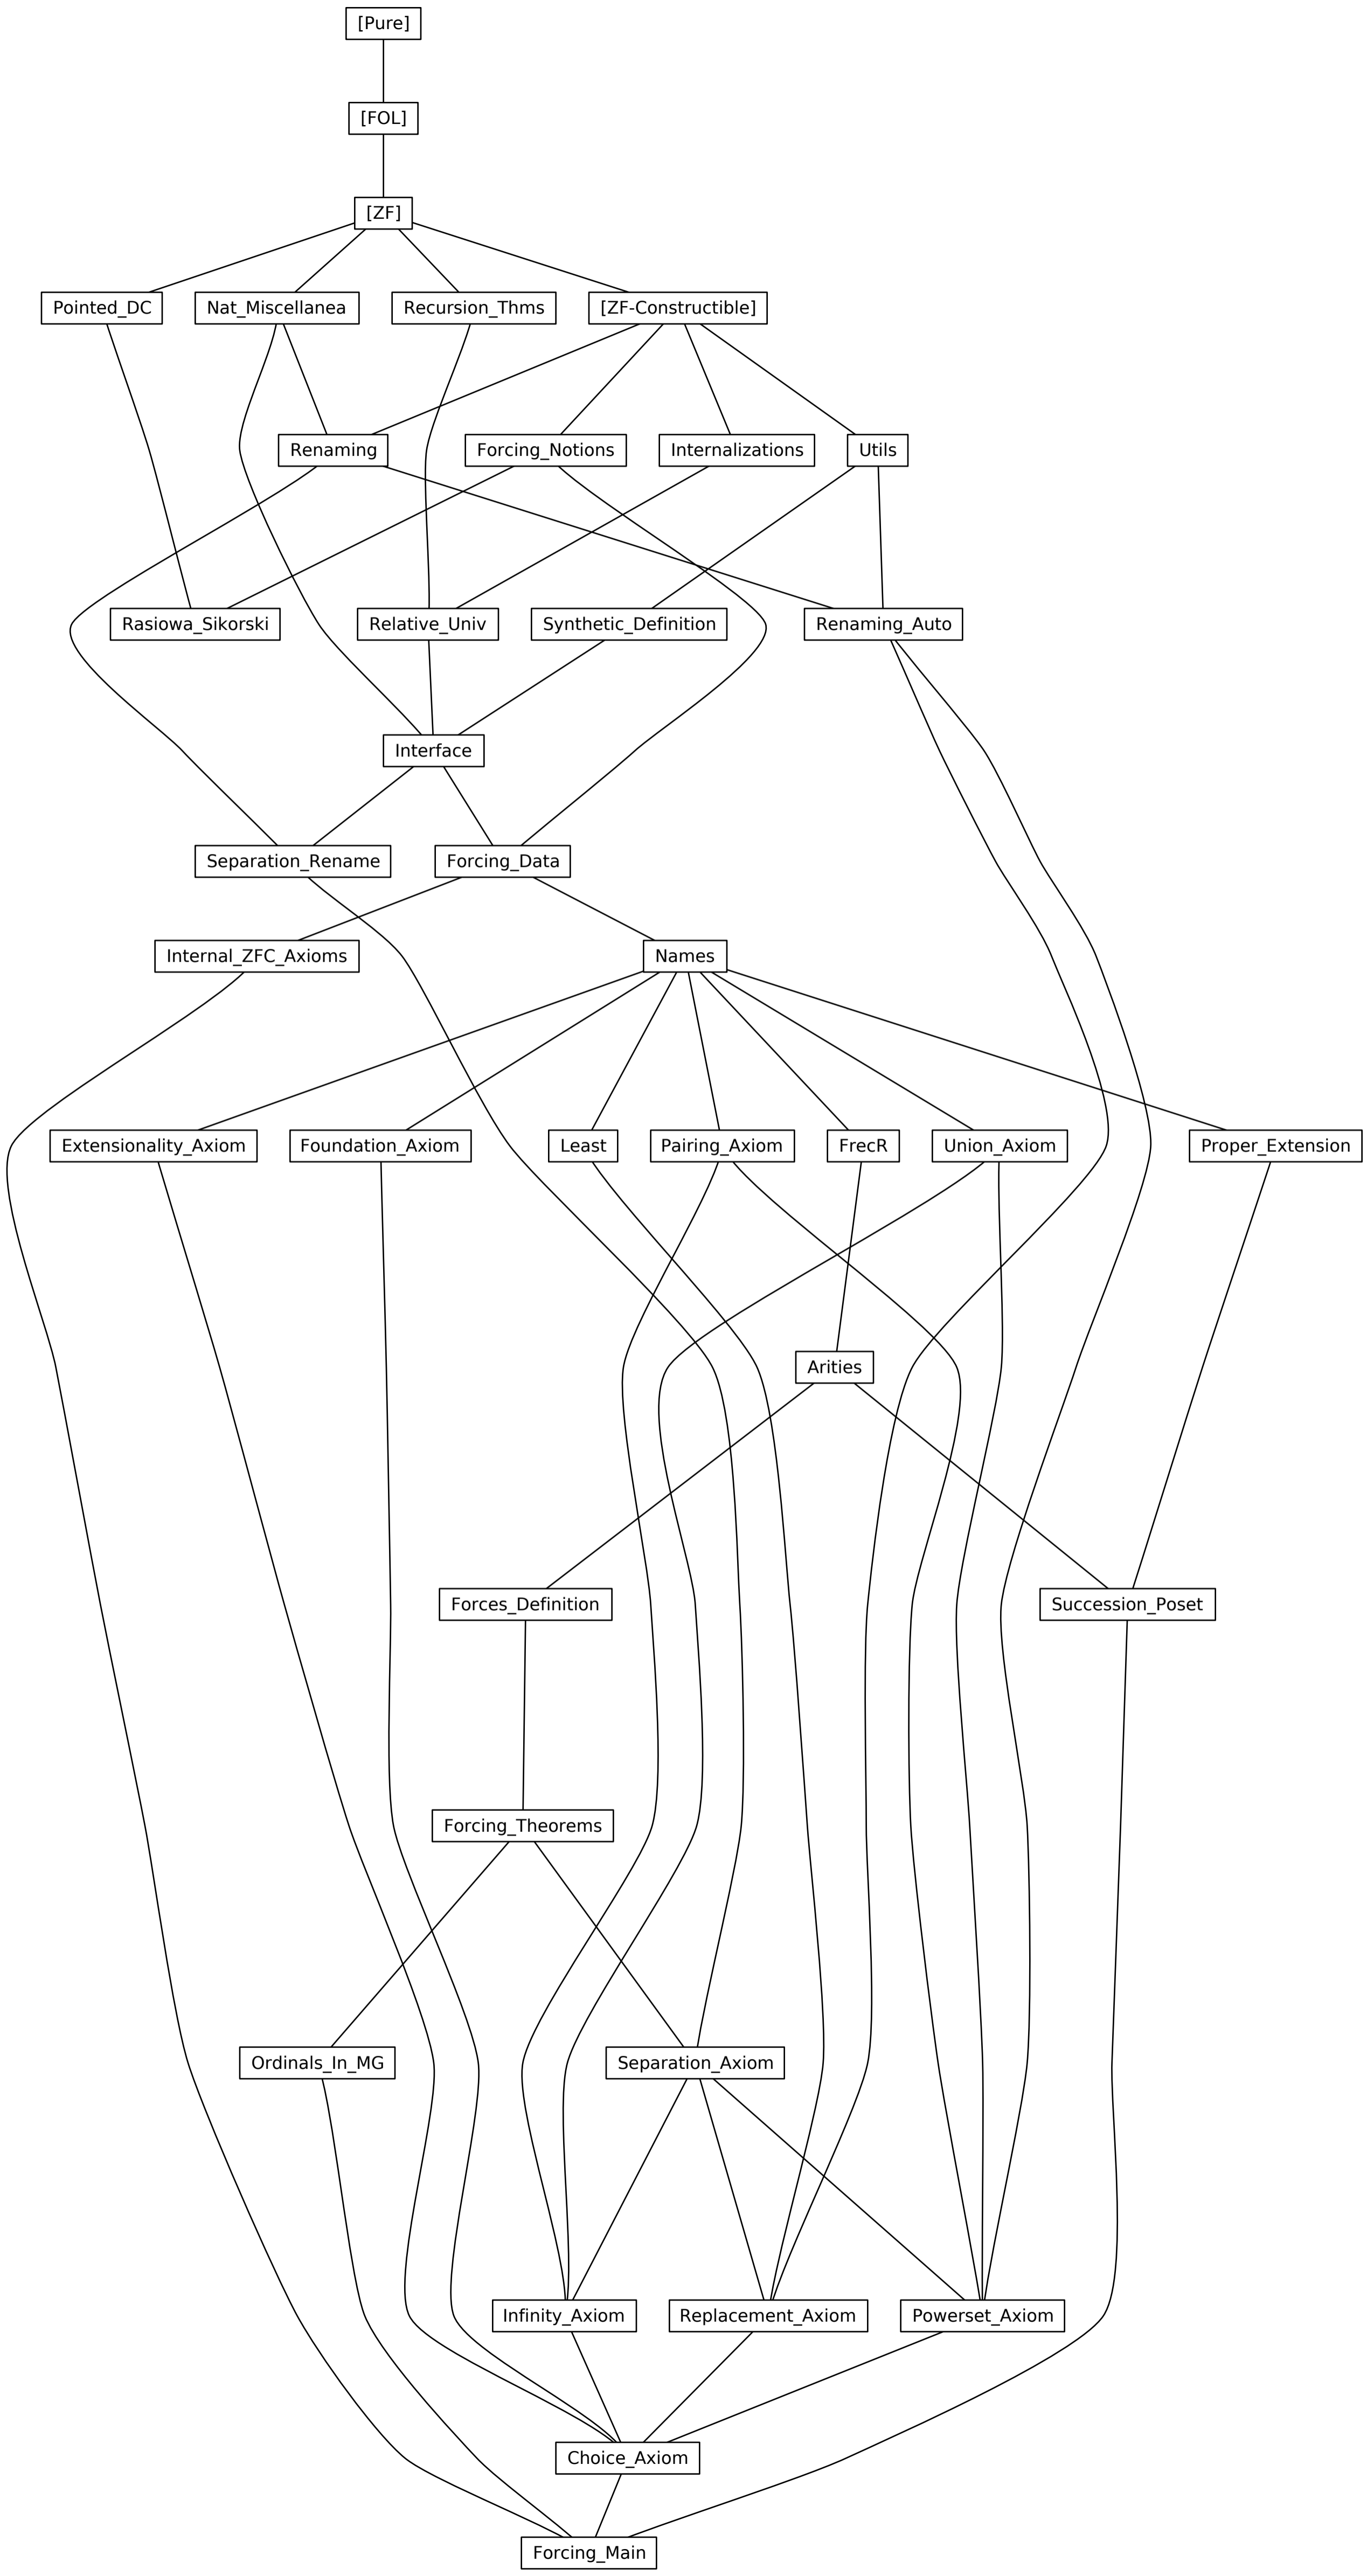 [Pure]
[FOL]
[ZF]
Pointed_DC
Nat_Miscellanea
Recursion_Thms
[ZF-Constructible]
Renaming
Forcing_Notions
Internalizations
Utils
Rasiowa_Sikorski
Relative_Univ
Synthetic_Definition
Renaming_Auto
Interface
Separation_Rename
Forcing_Data
Internal_ZFC_Axioms
Names
Extensionality_Axiom
Foundation_Axiom
Least
Pairing_Axiom
FrecR
Union_Axiom
Proper_Extension
Arities
Forces_Definition
Succession_Poset
Forcing_Theorems
Ordinals_In_MG
Separation_Axiom
Infinity_Axiom
Replacement_Axiom
Powerset_Axiom
Choice_Axiom
Forcing_Main